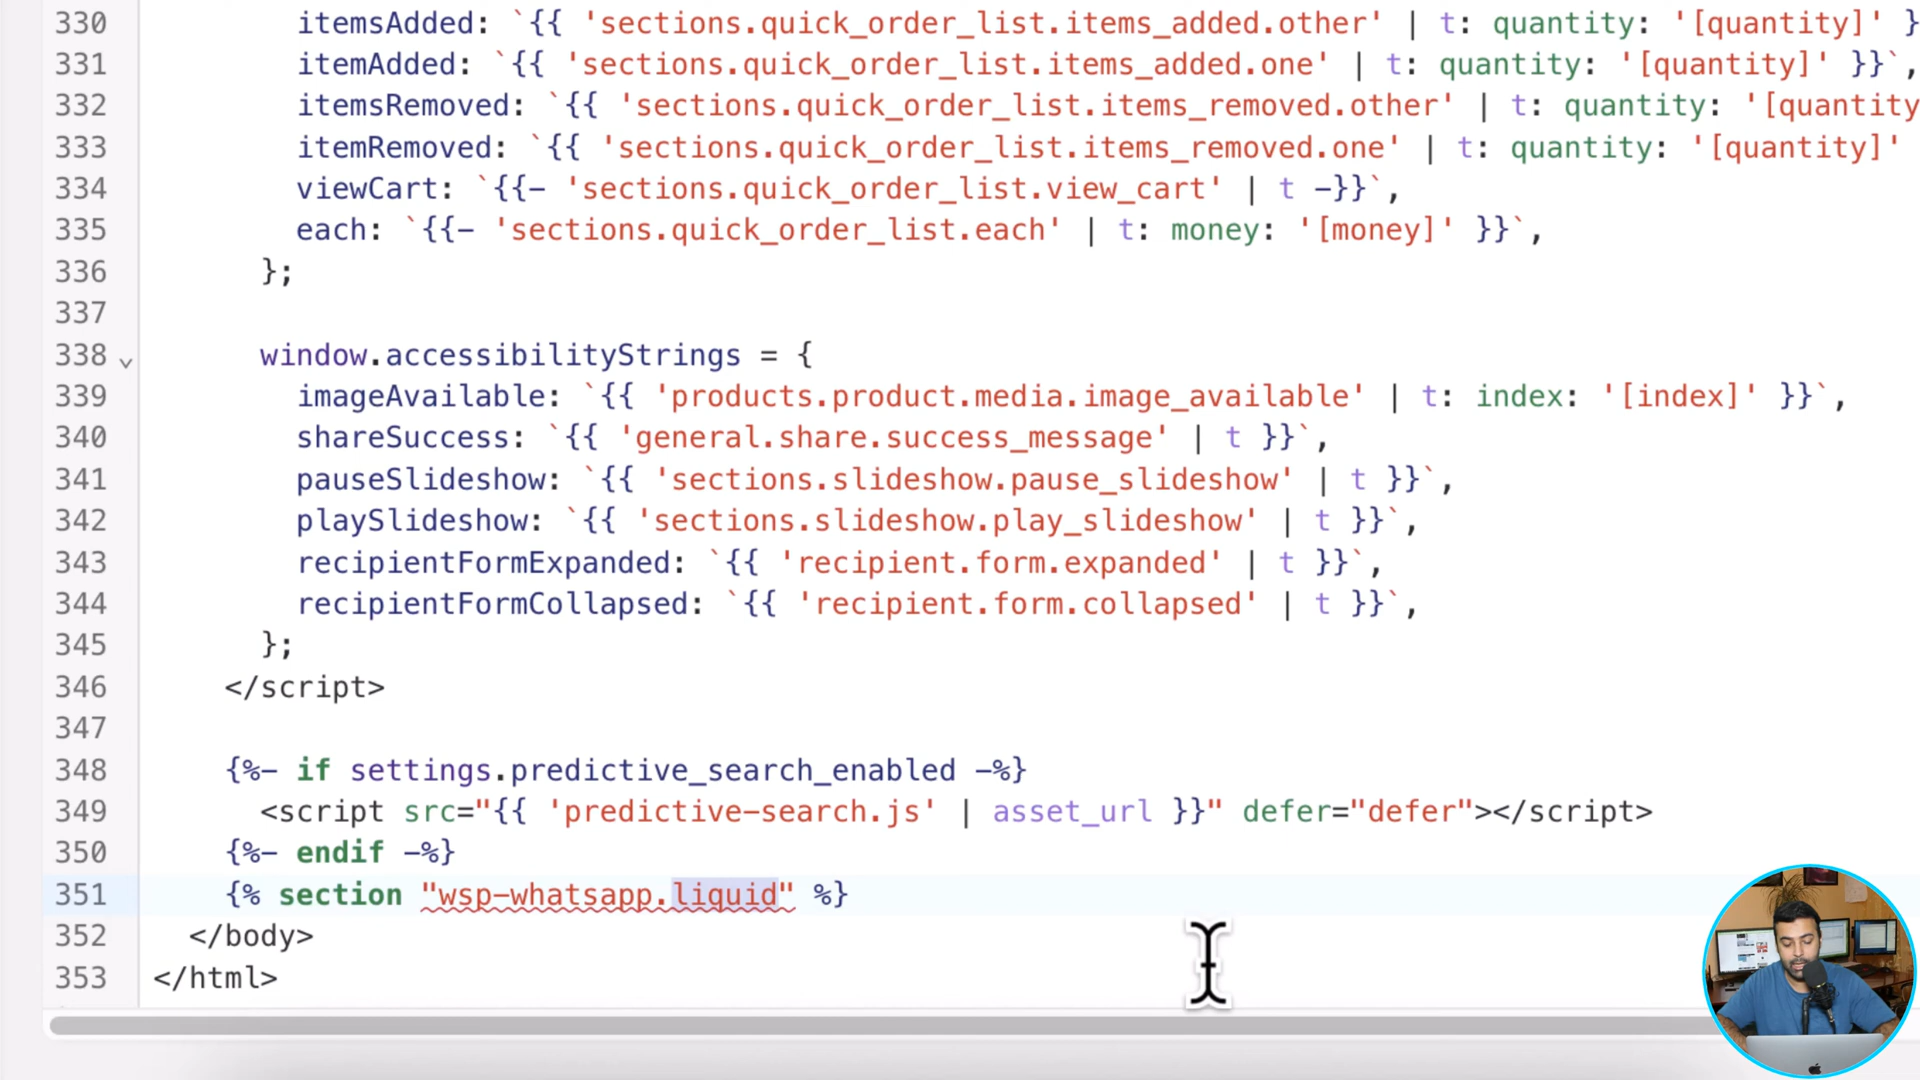 330 itemsAdded: `{{ 'sections.quick_order_list.items_added.other' | t: quantity: '[quantity]' }
331 itemAdded: `{{ 'sections.quick_order_list.items_added.one' | t: quantity: '[quantity]' }}`,
332 itemsRemoved: `{{ 'sections.quick_order_list.items_removed.other' | t: quantity: '[quantity
333 itemRemoved: `{{ 'sections.quick_order_list.items_removed.one' | t: quantity: '[quantity]'
334 viewCart: `{{- 'sections.quick_order_list.view_cart' | t -}}`,
335 each: `{{- 'sections.quick_order_list.each' | t: money: '[money]' }}`,
336 };
337
338 window.accessibilityStrings = {
339 imageAvailable: `{{ 'products.product.media.image_available' | t: index: '[index]' }}`,
340 shareSuccess: `{{ 'general.share.success_message' | t }}`,
341 pauseSlideshow: `{{ 'sections.slideshow.pause_slideshow' | t }}`,
342 playSlideshow: `{{ 'sections.slideshow.play_slideshow' | t }}`,
343 recipientFormExpanded: `{{ 'recipient.form.expanded' | t }}`,
344 recipientFormCollapsed: `{{ 'recipient.form.collapsed' | t }}`,
345 };
346 </script>
347
348 {%- if settings.predictive_search_enabled -%}
349 <script src="{{ 'predictive-search.js' | asset_url }}" defer="defer"></script>
350 {%- endif -%}
351 {% section "wsp-whatsapp.liquid" %}
352 </body>
353 </html>